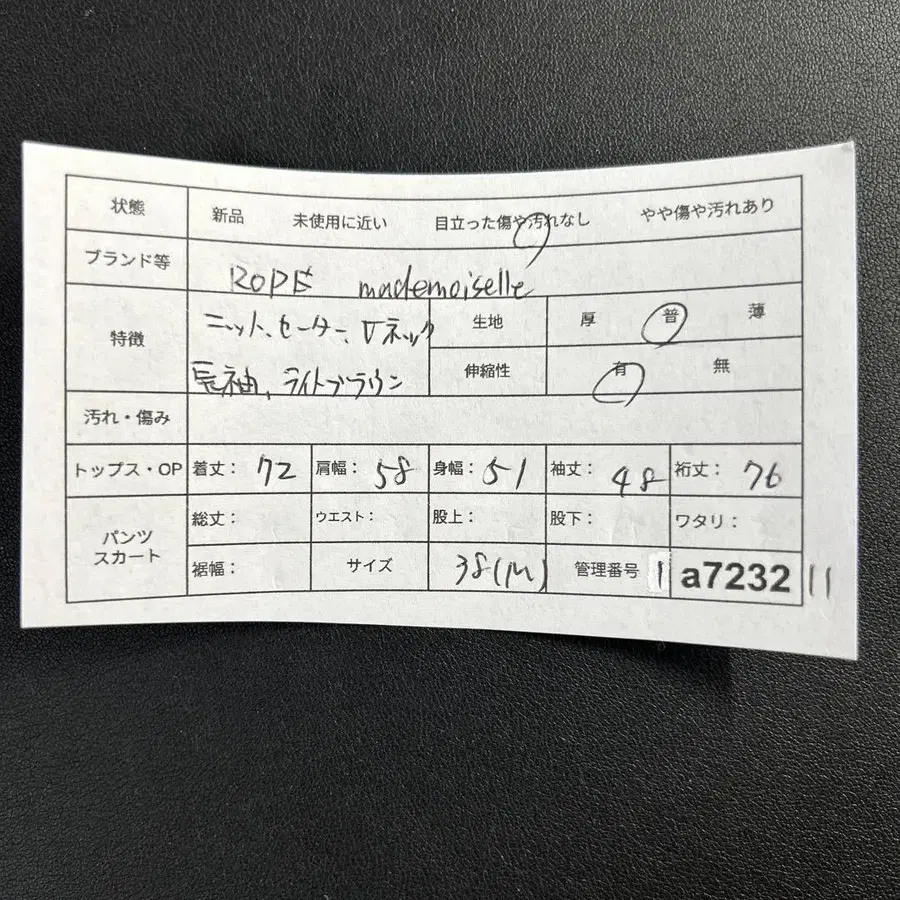 状態 新品 未使用に近い 目立った傷や汚れなし やや傷や汚れあり
ブランド等 ROPE' mademoiselle
特徴 ニット、セーター、Vネック 生地 厚 普 薄
長袖、ライトブラウン 伸縮性 有 無
汚れ・傷み
トップス・OP 着丈: 72 肩幅: 58 身幅: 51 袖丈: 48 裄丈: 76
パンツ スカート 総丈: ウエスト: 股上: 股下: ワタリ:
裾幅: サイズ 38(M) 管理番号 1 a7232 11